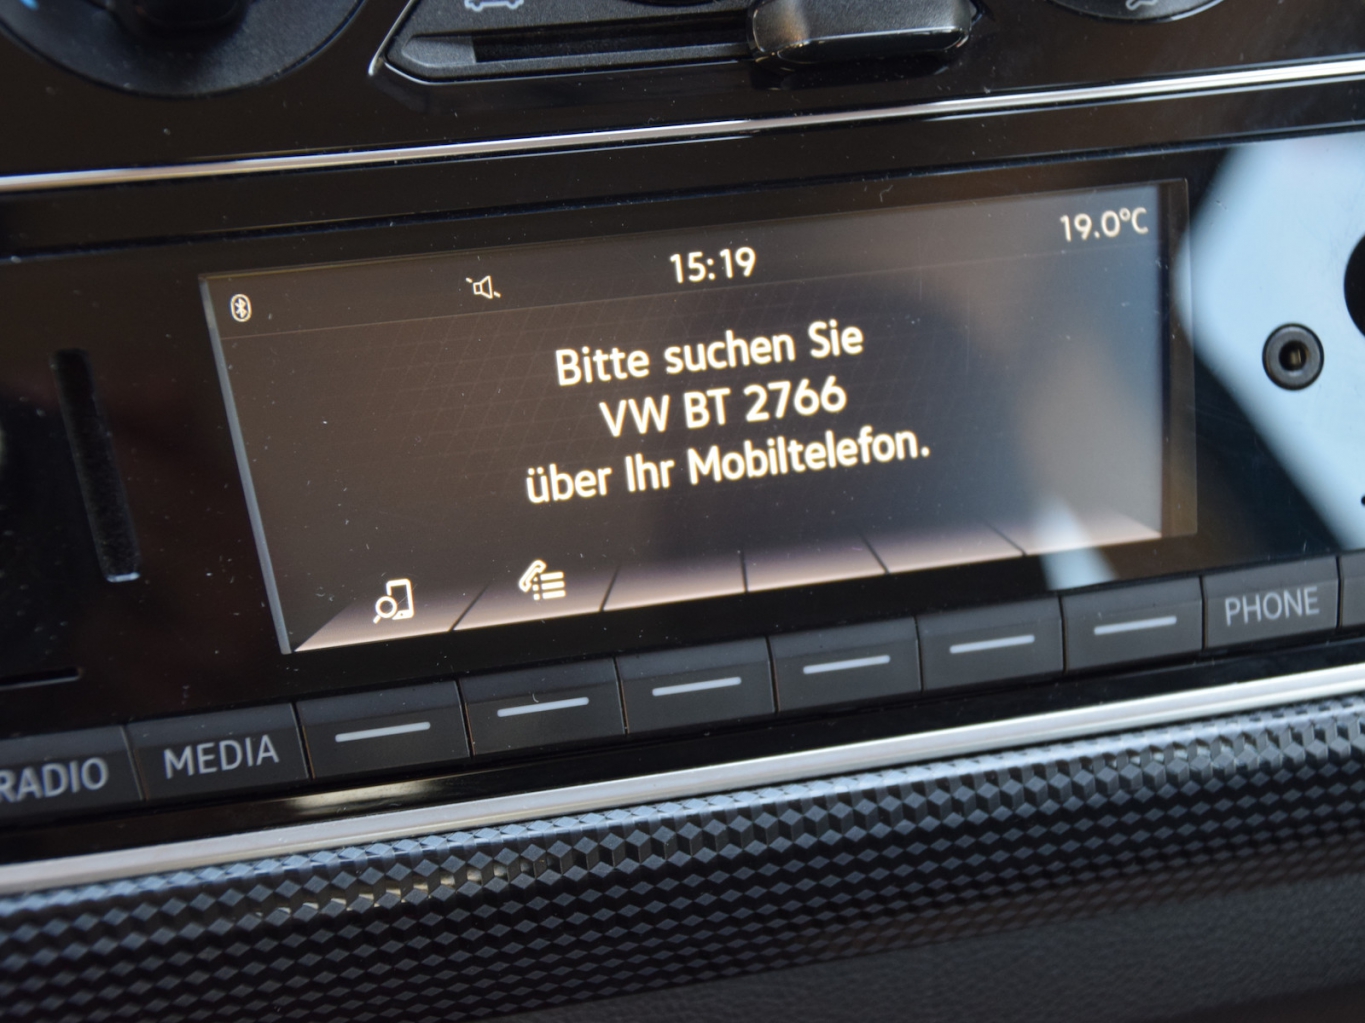 15:19
19.0°C
Bitte suchen Sie
VW BT 2766
über Ihr Mobiltelefon.
RADIO
MEDIA
PHONE